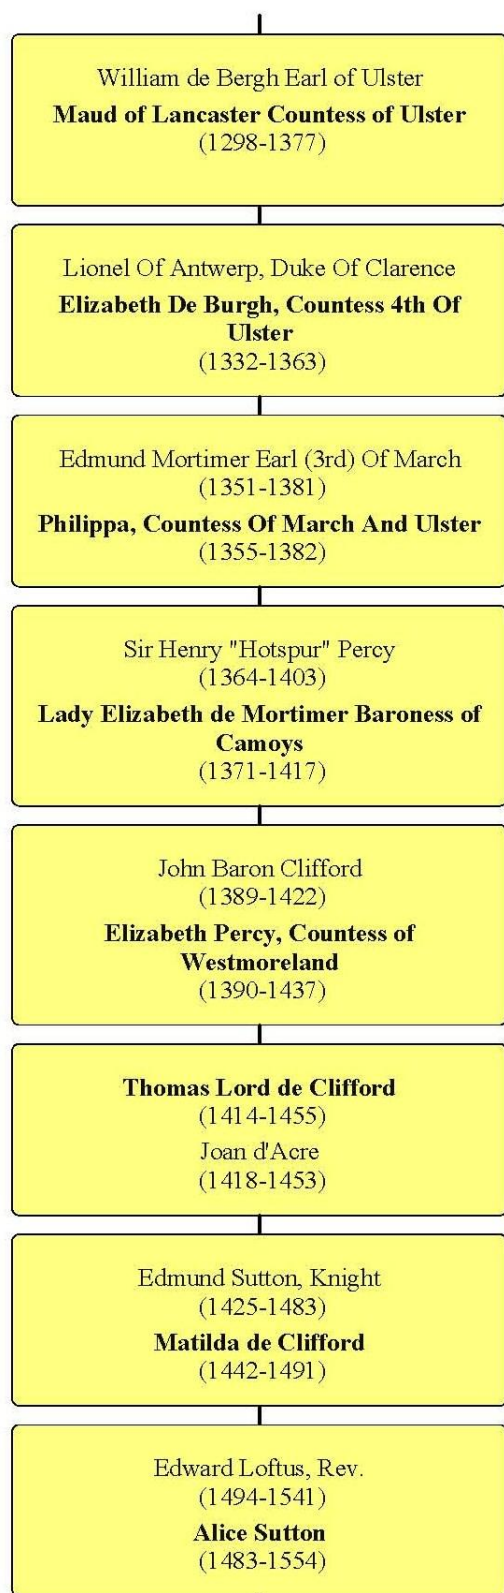 William de Bergh Earl of Ulster
Maud of Lancaster Countess of Ulster
(1298-1377)
Lionel Of Antwerp, Duke Of Clarence
Elizabeth De Burgh, Countess 4th Of
Ulster
(1332-1363)
Edmund Mortimer Earl (3rd) Of March
(1351-1381)
Philippa, Countess Of March And Ulster
(1355-1382)
Sir Henry "Hotspur" Percy
(1364-1403)
Lady Elizabeth de Mortimer Baroness of
Camoys
(1371-1417)
John Baron Clifford
(1389-1422)
Elizabeth Percy, Countess of
Westmoreland
(1390-1437)
Thomas Lord de Clifford
(1414-1455)
Joan d'Acre
(1418-1453)
Edmund Sutton, Knight
(1425-1483)
Matilda de Clifford
(1442-1491)
Edward Loftus, Rev.
(1494-1541)
Alice Sutton
(1483-1554)